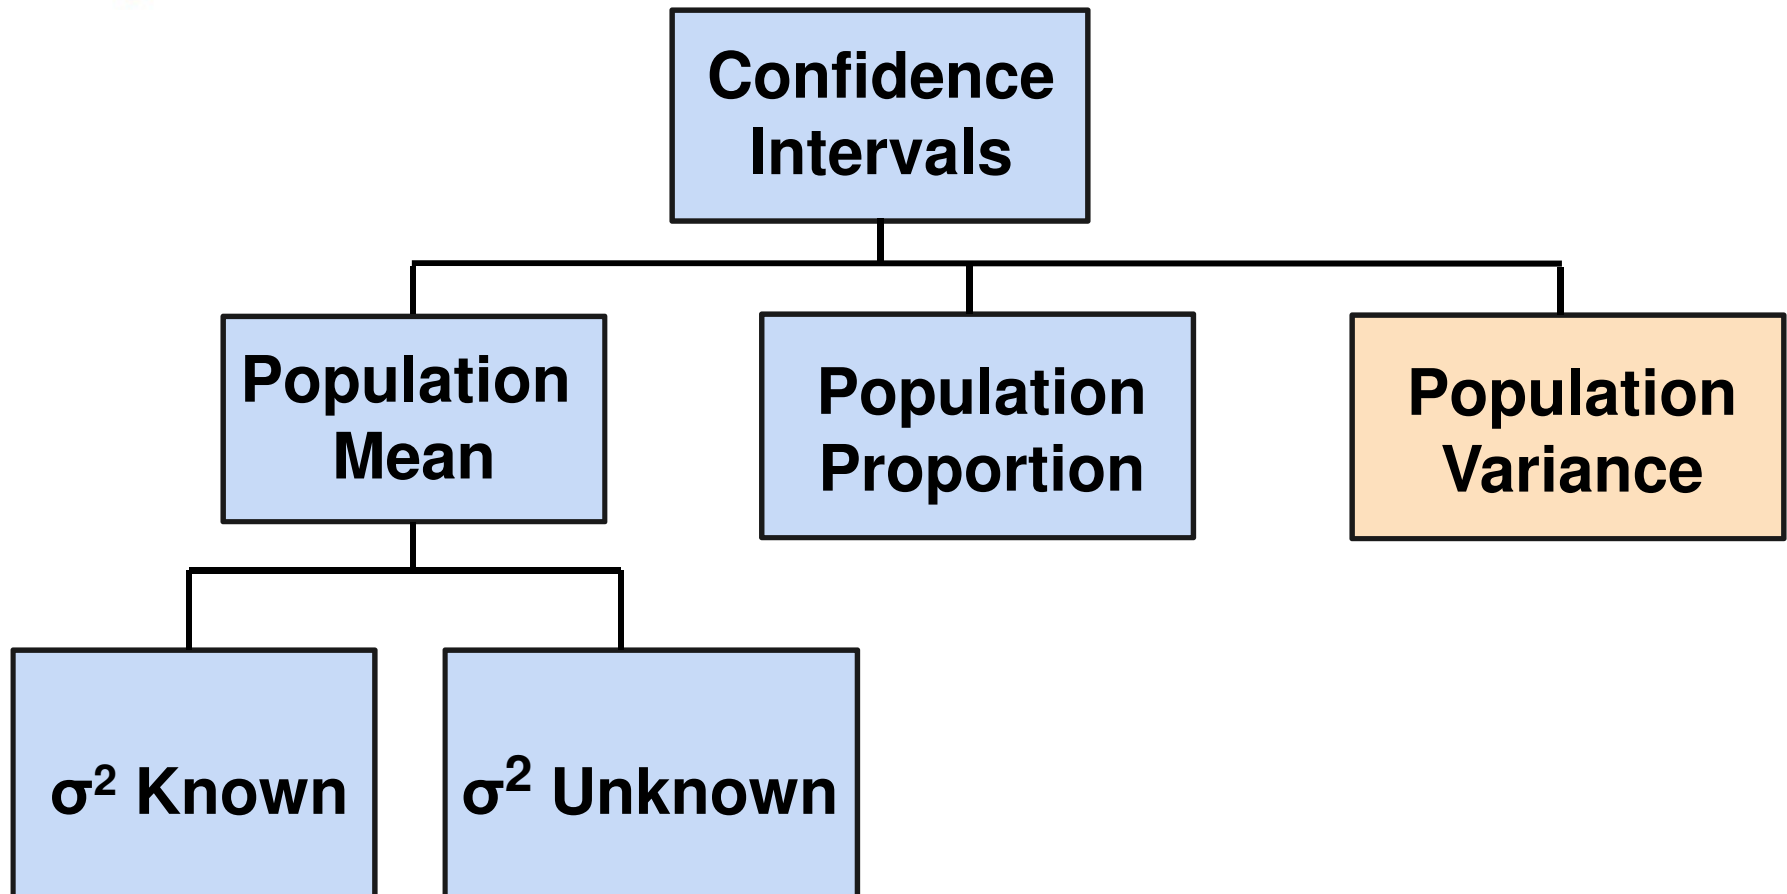 Confidence
Intervals
Population
Mean
Population
Proportion
Population
Variance
σ² Known
σ² Unknown